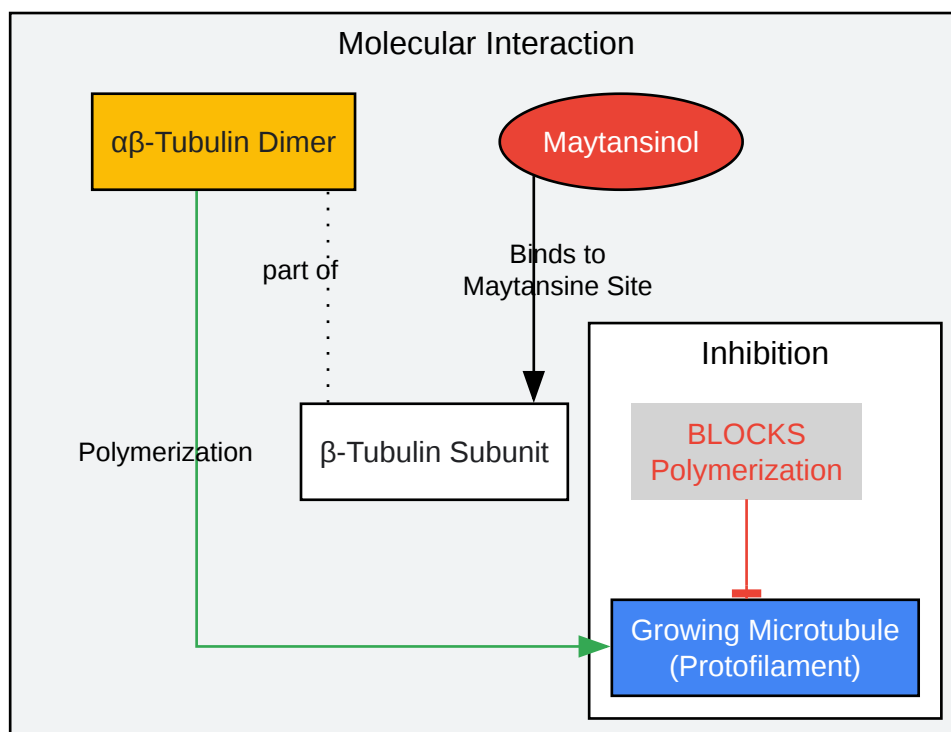 Molecular Interaction
αβ-Tubulin Dimer
Maytansinol
part of
Binds to
Maytansine Site
Inhibition
Polymerization
β-Tubulin Subunit
BLOCKS
Polymerization
Growing Microtubule
(Protofilament)